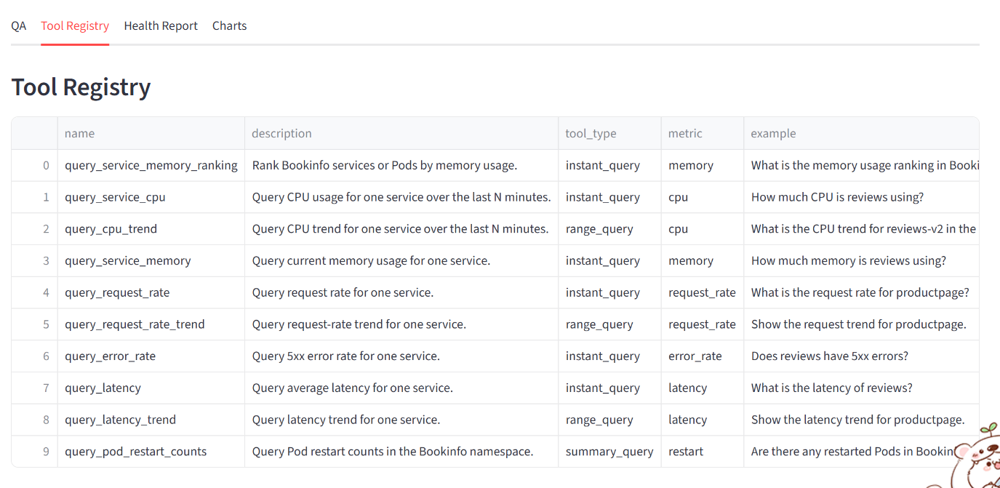 QA Tool Registry Health Report Charts
Tool Registry
name description tool_type metric example
0 query_service_memory_ranking Rank Bookinfo services or Pods by memory usage. instant_query memory What is the memory usage ranking in Booki
1 query_service_cpu Query CPU usage for one service over the last N minutes. instant_query cpu How much CPU is reviews using?
2 query_cpu_trend Query CPU trend for one service over the last N minutes. range_query cpu What is the CPU trend for reviews-v2 in the
3 query_service_memory Query current memory usage for one service. instant_query memory How much memory is reviews using?
4 query_request_rate Query request rate for one service. instant_query request_rate What is the request rate for productpage?
5 query_request_rate_trend Query request-rate trend for one service. range_query request_rate Show the request trend for productpage.
6 query_error_rate Query 5xx error rate for one service. instant_query error_rate Does reviews have 5xx errors?
7 query_latency Query average latency for one service. instant_query latency What is the latency of reviews?
8 query_latency_trend Query latency trend for one service. range_query latency Show the latency trend for productpage.
9 query_pod_restart_counts Query Pod restart counts in the Bookinfo namespace. summary_query restart Are there any restarted Pods in Bookin